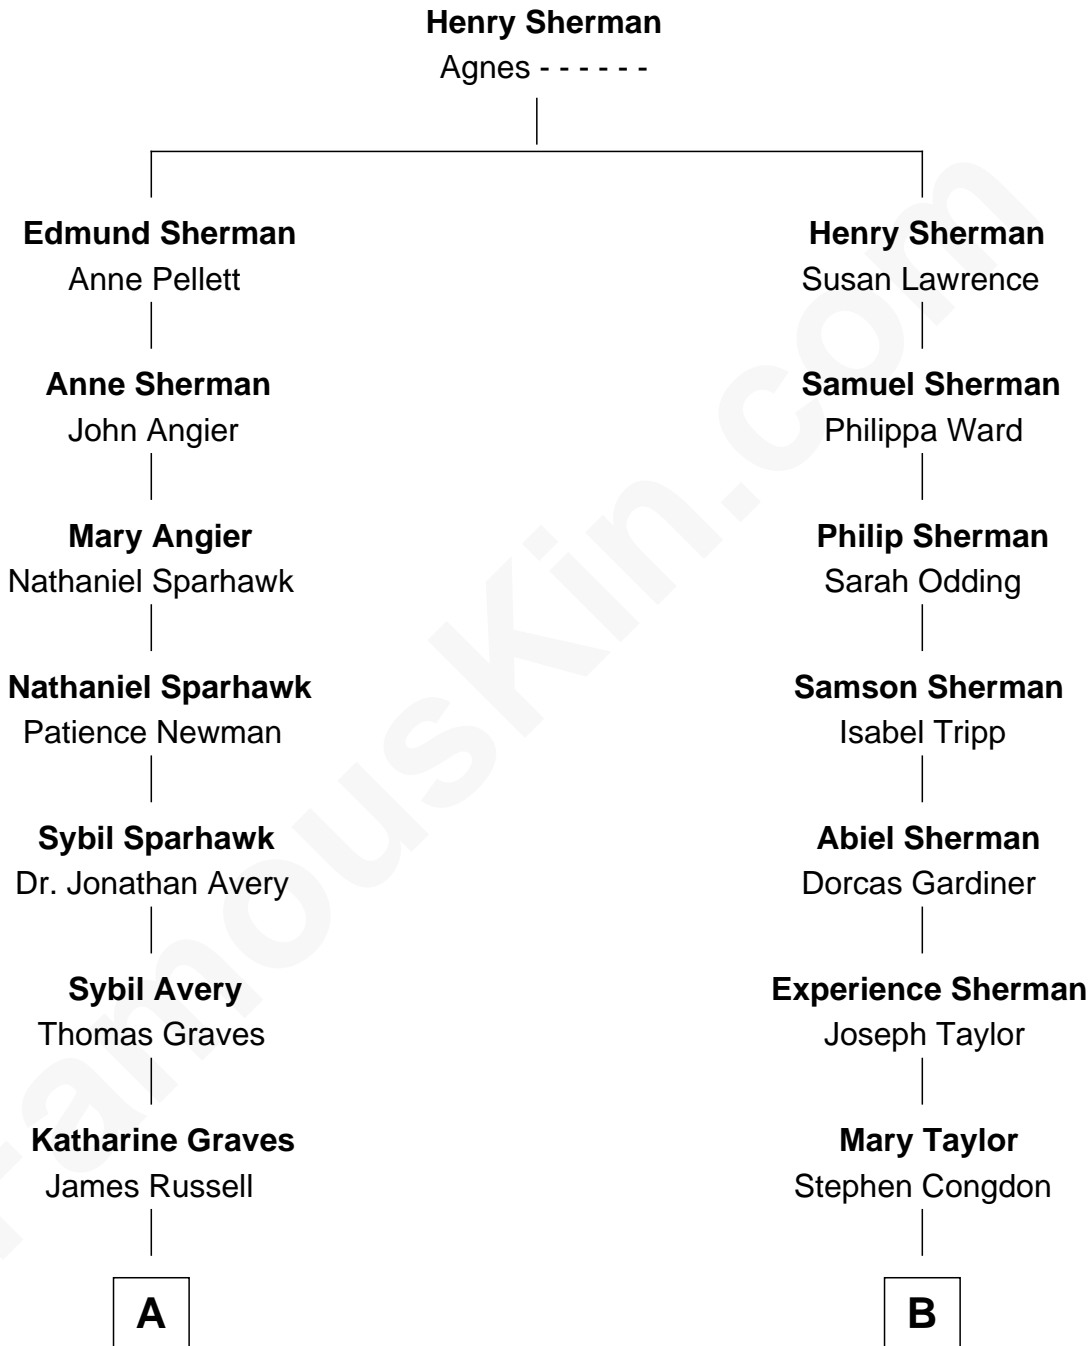 Henry Sherman
Agnes - - - - - -
Edmund Sherman
Anne Pellett
Anne Sherman
John Angier
Mary Angier
Nathaniel Sparhawk
Nathaniel Sparhawk
Patience Newman
Sybil Sparhawk
Dr. Jonathan Avery
Sybil Avery
Thomas Graves
Katharine Graves
James Russell
A
Henry Sherman
Susan Lawrence
Samuel Sherman
Philippa Ward
Philip Sherman
Sarah Odding
Samson Sherman
Isabel Tripp
Abiel Sherman
Dorcas Gardiner
Experience Sherman
Joseph Taylor
Mary Taylor
Stephen Congdon
B
FamousKin.com